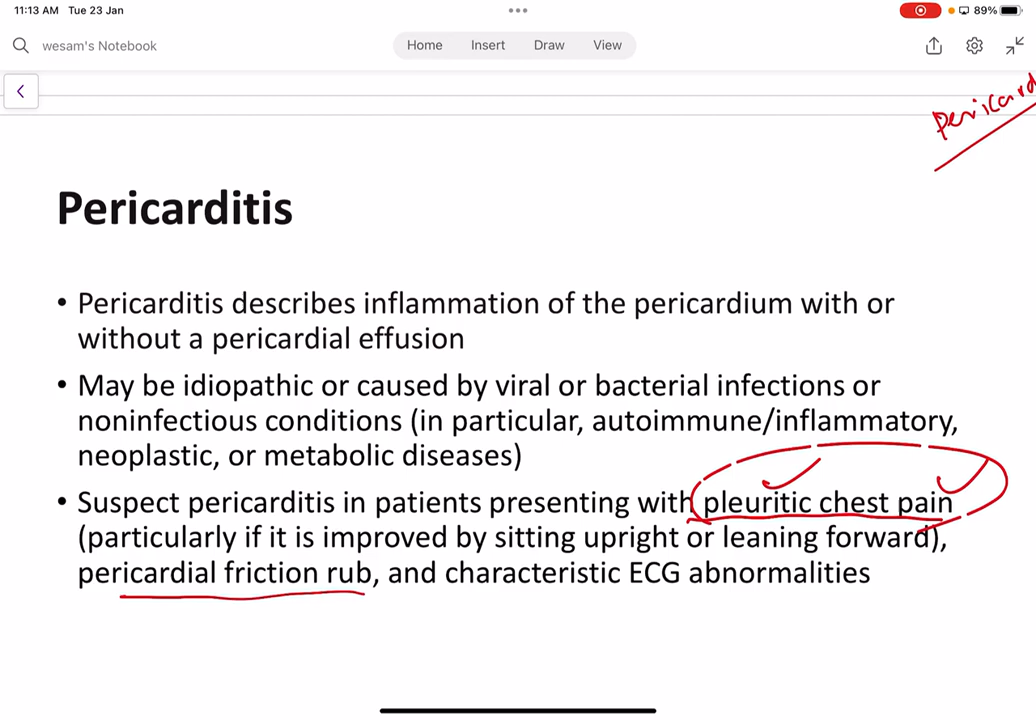 11:13 AM Tue 23 Jan
89%
wesam's Notebook
Home Insert Draw View
Pericard
Pericarditis
• Pericarditis describes inflammation of the pericardium with or
without a pericardial effusion
• May be idiopathic or caused by viral or bacterial infections or
noninfectious conditions (in particular, autoimmune/inflammatory,
neoplastic, or metabolic diseases)
• Suspect pericarditis in patients presenting with pleuritic chest pain
(particularly if it is improved by sitting upright or leaning forward),
pericardial friction rub, and characteristic ECG abnormalities